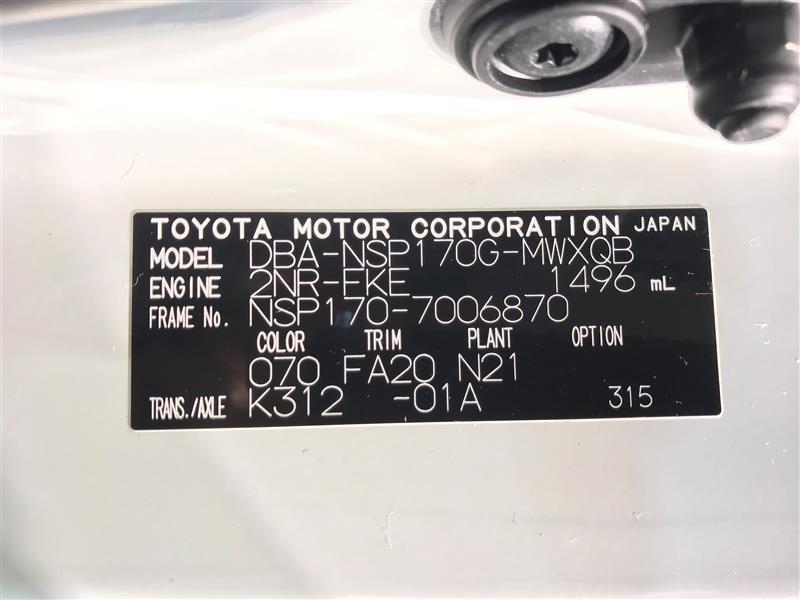 TOYOTA MOTOR CORPORATION JAPAN
MODEL DBA-NSP170G-MWXQB
ENGINE 2NR-FKE 1496 mL
FRAME No. NSP170-7006870
COLOR TRIM PLANT OPTION
070 FA20 N21
TRANS./AXLE K312 -01A 315